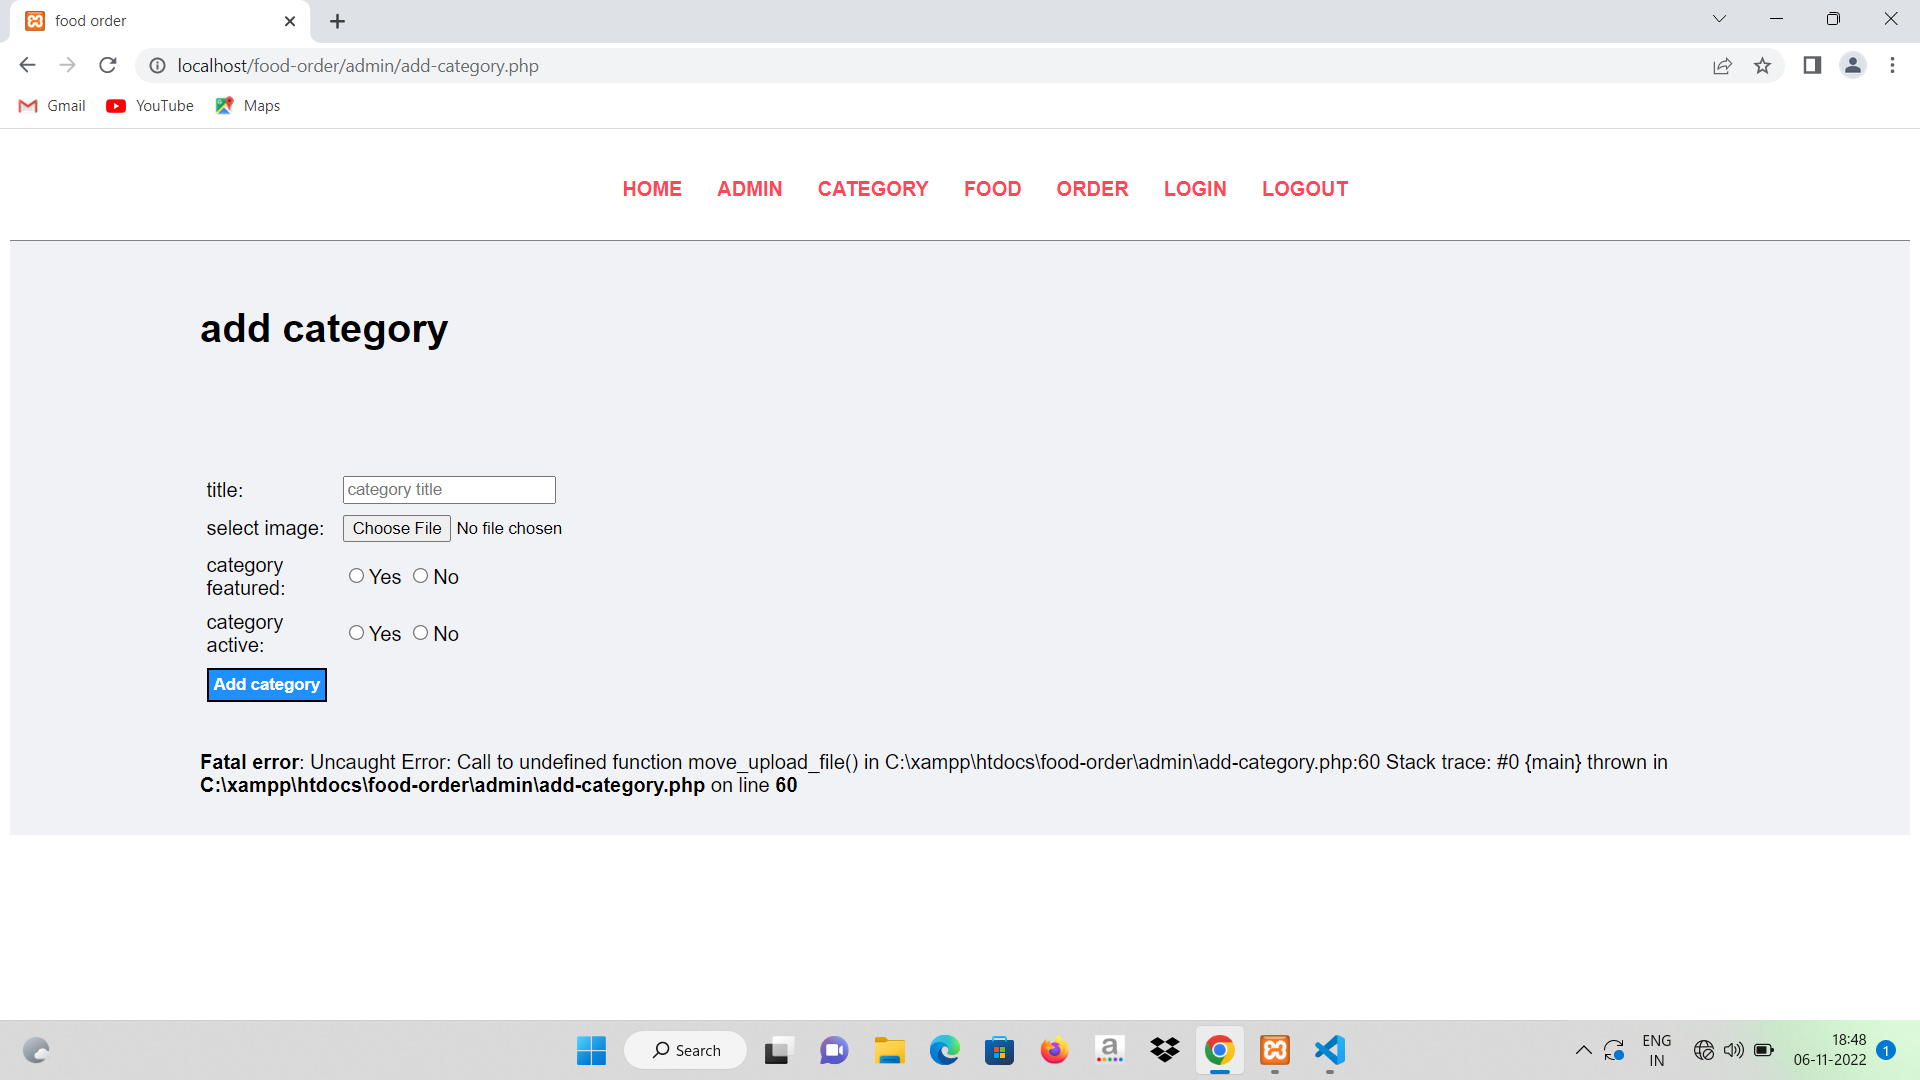 food order
localhost/food-order/admin/add-category.php
Gmail YouTube Maps
HOME ADMIN CATEGORY FOOD ORDER LOGIN LOGOUT
add category
title: category title
select image: Choose File No file chosen
category
featured: Yes No
category
active: Yes No
Add category
Fatal error: Uncaught Error: Call to undefined function move_upload_file() in C:\xampp\htdocs\food-order\admin\add-category.php:60 Stack trace: #0 {main} thrown in
C:\xampp\htdocs\food-order\admin\add-category.php on line 60
Search
a
ENG
IN
18:48
06-11-2022
1